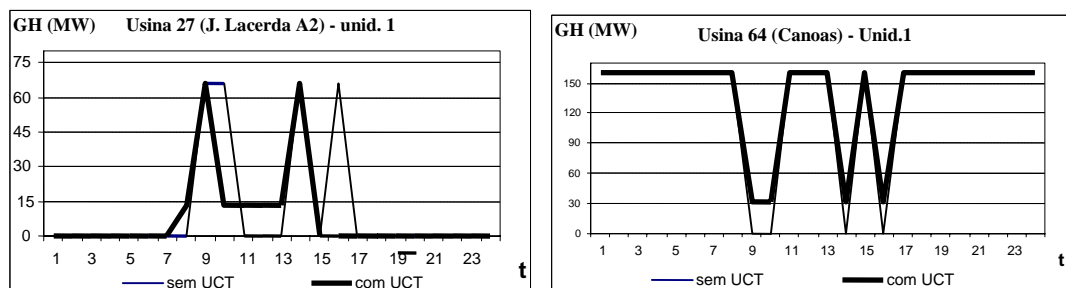 GH (MW) Usina 27 (J. Lacerda A2) - unid. 1
75
60
45
30
15
0
1 3 5 7 9 11 13 15 17 19 21 23
t
sem UCT com UCT
GH (MW) Usina 64 (Canoas) - Unid.1
150
120
90
60
30
0
1 3 5 7 9 11 13 15 17 19 21 23
t
sem UCT com UCT